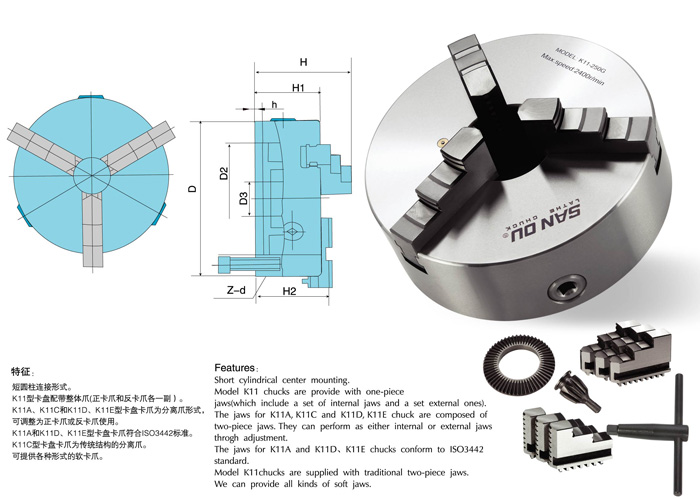 H
H1
h
D
D2
D3
Z-d
H2
MODEL K11-250G
Max speed:2400r/min
SAN OU®
LATHE CHUCK
特征:
短圆柱连接形式。
K11型卡盘配带整体爪(正卡爪和反卡爪各一副)。
K11A、K11C和K11D、K11E型卡盘卡爪为分离爪形式,
可调整为正卡爪或反卡爪使用。
K11A和K11D、K11E型卡盘卡爪符合ISO3442标准。
K11C型卡盘卡爪为传统结构的分离爪。
可提供各种形式的软卡爪。
Features:
Short cylindrical center mounting.
Model K11 chucks are provide with one-piece
jaws(which include a set of internal jaws and a set external ones).
The jaws for K11A, K11C and K11D, K11E chuck are composed of
two-piece jaws. They can perform as either internal or external jaws
throgh adjustment.
The jaws for K11A and K11D、K11E chucks conform to ISO3442
standard.
Model K11chucks are supplied with traditional two-piece jaws.
We can provide all kinds of soft jaws.